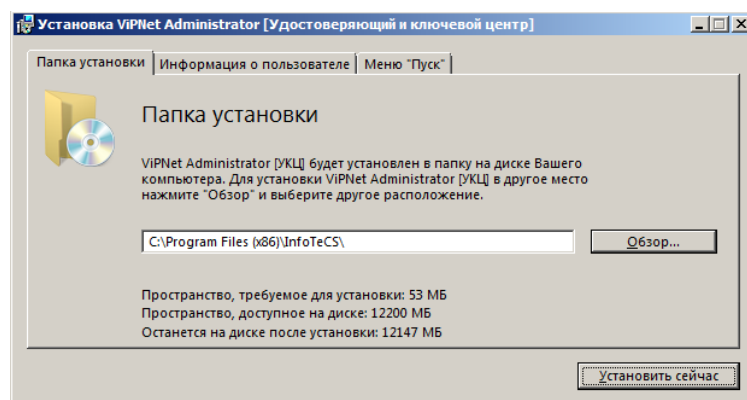 Установка ViPNet Administrator [Удостоверяющий и ключевой центр]
Папка установки Информация о пользователе Меню "Пуск"
Папка установки
ViPNet Administrator [УКЦ] будет установлен в папку на диске Вашего
компьютера. Для установки ViPNet Administrator [УКЦ] в другое место
нажмите "Обзор" и выберите другое расположение.
C:\Program Files (x86)\InfoTeCS\ Обзор...
Пространство, требуемое для установки: 53 МБ
Пространство, доступное на диске: 12200 МБ
Останется на диске после установки: 12147 МБ
Установить сейчас